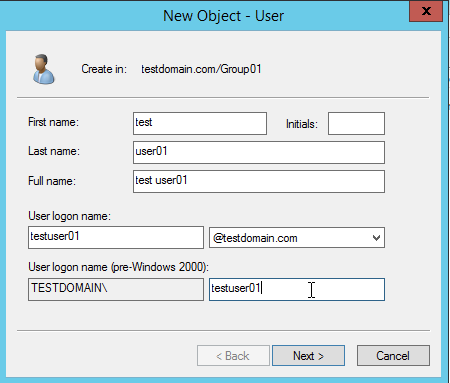 New Object - User
x
Create in: testdomain.com/Group01
First name: test Initials:
Last name: user01
Full name: test user01
User logon name:
testuser01 @testdomain.com
User logon name (pre-Windows 2000):
TESTDOMAIN\ testuser01
< Back Next > Cancel